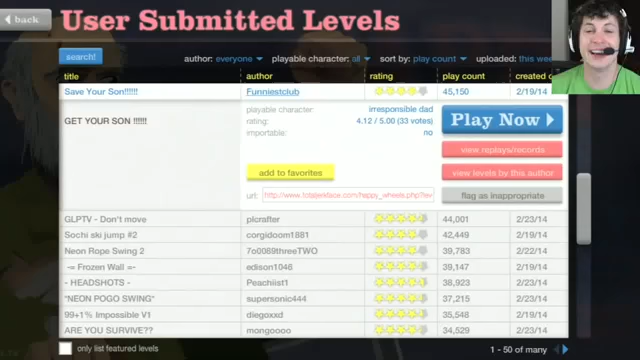 back
User Submitted Levels
search!
author: everyone playable character: all sort by: play count uploaded: this wee
title author rating play count created
Save Your Son!!!!!! Funniestclub 45,150 2/19/14
GET YOUR SON !!!!!!
playable character: irresponsible dad
rating: 4.12 / 5.00 (33 votes)
importable: no
Play Now
view replays/records
add to favorites
view levels by this author
url: http://www.totaljerkface.com/happy_wheels.php?lev
flag as inappropriate
GLPTV - Don't move plcrafter 44,001 2/23/14
Sochi ski jump #2 corgidoom1881 42,449 2/19/14
Neon Rope Swing 2 7o0089threeTWO 39,783 2/22/14
-= Frozen Wall =- edison1046 39,147 2/19/14
- HEADSHOTS - Peachiist1 38,923 2/23/14
"NEON POGO SWING" supersonic444 37,215 2/24/14
99+1% Impossible V1 diegoxxd 35,548 2/19/14
ARE YOU SURVIVE?? mongoooo 34,529 2/19/14
only list featured levels
1 - 50 of many